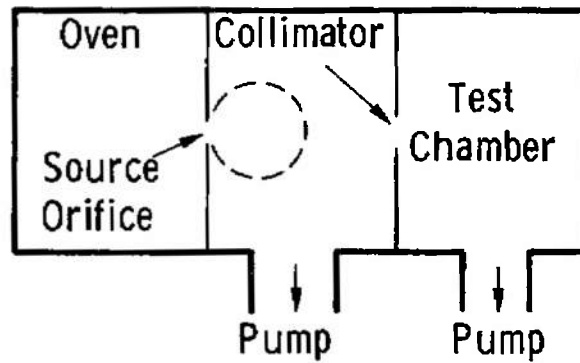 Oven
Collimator
Test
Chamber
Source
Orifice
Pump
Pump